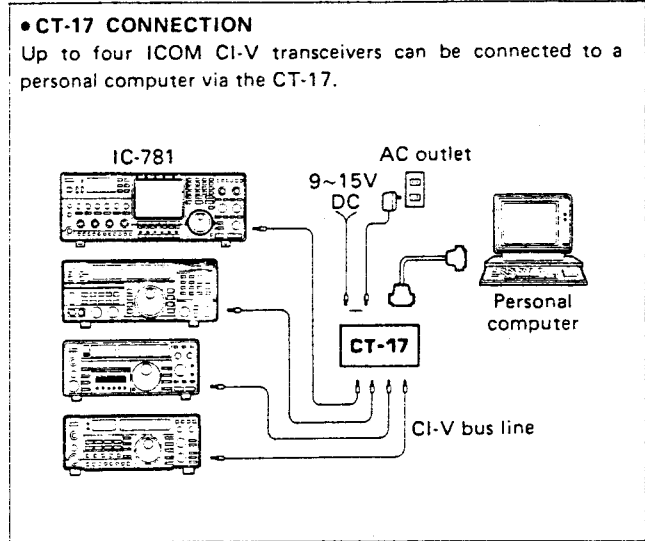 • CT-17 CONNECTION
Up to four ICOM CI-V transceivers can be connected to a
personal computer via the CT-17.
IC-781
AC outlet
9~15V
DC
Personal
computer
CT-17
CI-V bus line